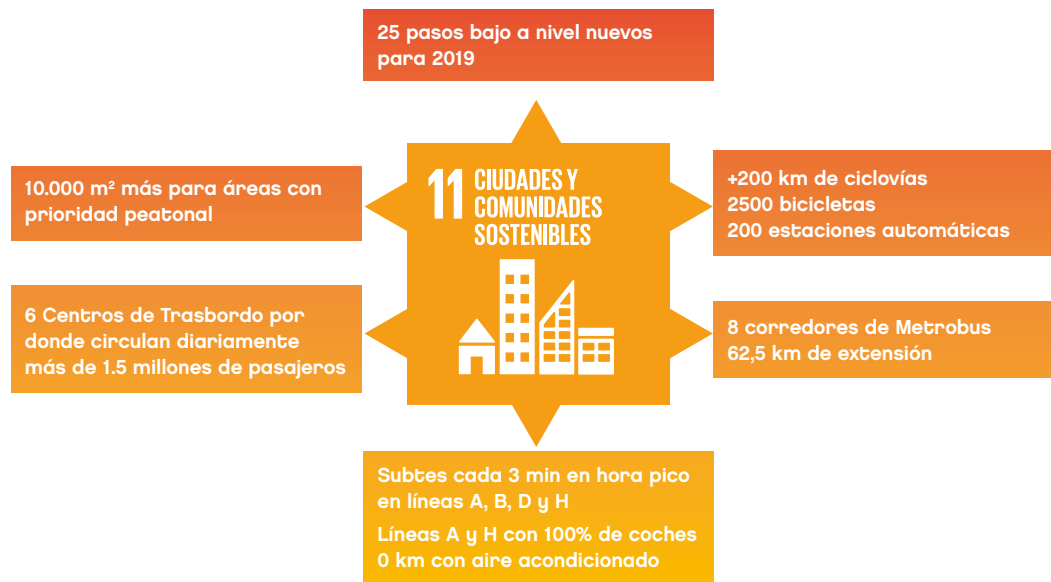 25 pasos bajo a nivel nuevos
para 2019
10.000 m² más para áreas con
prioridad peatonal
11 CIUDADES Y
COMUNIDADES
SOSTENIBLES
+200 km de ciclovías
2500 bicicletas
200 estaciones automáticas
6 Centros de Trasbordo por
donde circulan diariamente
más de 1.5 millones de pasajeros
8 corredores de Metrobus
62,5 km de extensión
Subtes cada 3 min en hora pico
en líneas A, B, D y H
Líneas A y H con 100% de coches
0 km con aire acondicionado